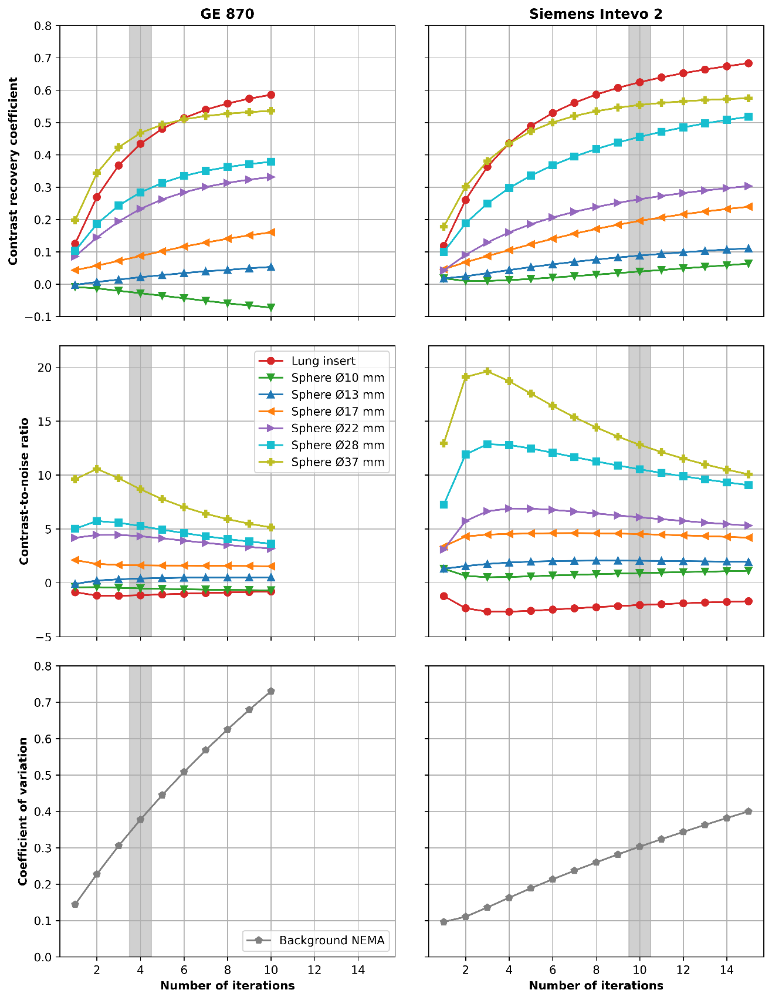 GE 870
Siemens Intevo 2
Contrast recovery coefficient
0.8
0.7
0.6
0.5
0.4
0.3
0.2
0.1
0.0
−0.1
Contrast-to-noise ratio
20
15
10
5
0
−5
Lung insert
Sphere Ø10 mm
Sphere Ø13 mm
Sphere Ø17 mm
Sphere Ø22 mm
Sphere Ø28 mm
Sphere Ø37 mm
Coefficient of variation
0.8
0.7
0.6
0.5
0.4
0.3
0.2
0.1
0.0
Background NEMA
2 4 6 8 10 12 14
2 4 6 8 10 12 14
Number of iterations
Number of iterations